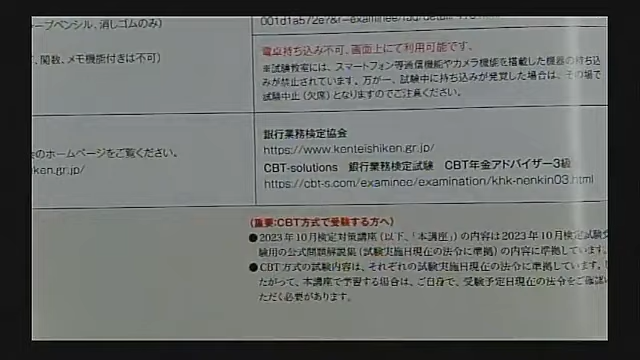 ープペンシル、消しゴムのみ)
、関数、メモ機能付きは不可)
のホームページをご覧ください。
iken.gr.jp/
電卓持ち込み不可。画面上にて利用可能です。
※試験教室には、スマートフォン等通信機能やカメラ機能を搭載した機器の持ち込
みが禁止されています。万が一、試験中に持ち込みが発覚した場合は、その場で
試験中止(欠席)となりますのでご注意ください。
銀行業務検定協会
https://www.kenteishiken.gr.jp/
CBT-solutions 銀行業務検定試験 CBT年金アドバイザー3級
https://cbt-s.com/examinee/examination/khk-nenkin03.html
(重要:CBT方式で受験する方へ)
●2023年10月検定対策講座(以下、「本講座」)の内容は2023年10月検定試験
験用の公式問題解説集(試験実施日現在の法令に準拠)の内容に準拠しています。
●CBT方式の試験内容は、それぞれの試験実施日現在の法令に準拠しています。
たがって、本講座で学習する場合は、ご自身で、受験予定日現在の法令をご確認い
ただく必要があります。